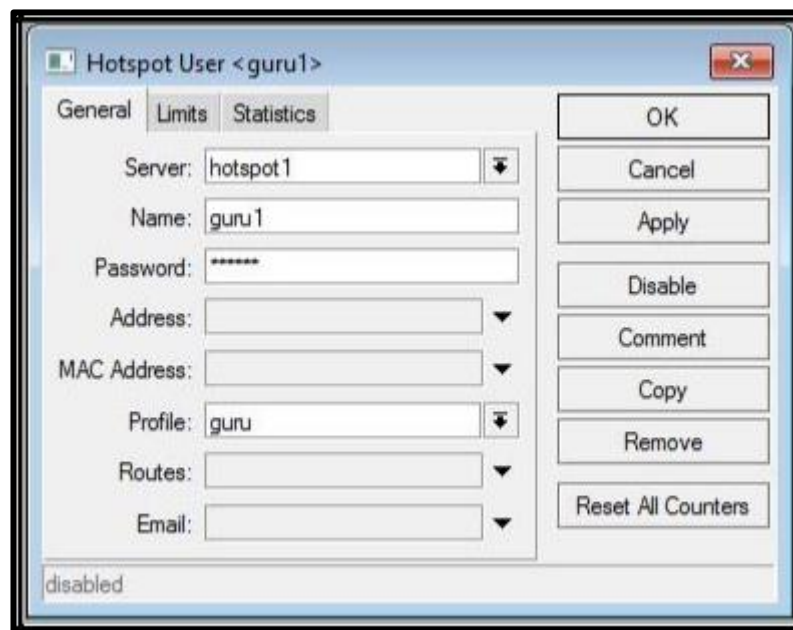 Hotspot User <guru1>
General Limits Statistics
Server: hotspot1
Name: guru1
Password: ******
Address:
MAC Address:
Profile: guru
Routes:
Email:
OK
Cancel
Apply
Disable
Comment
Copy
Remove
Reset All Counters
disabled